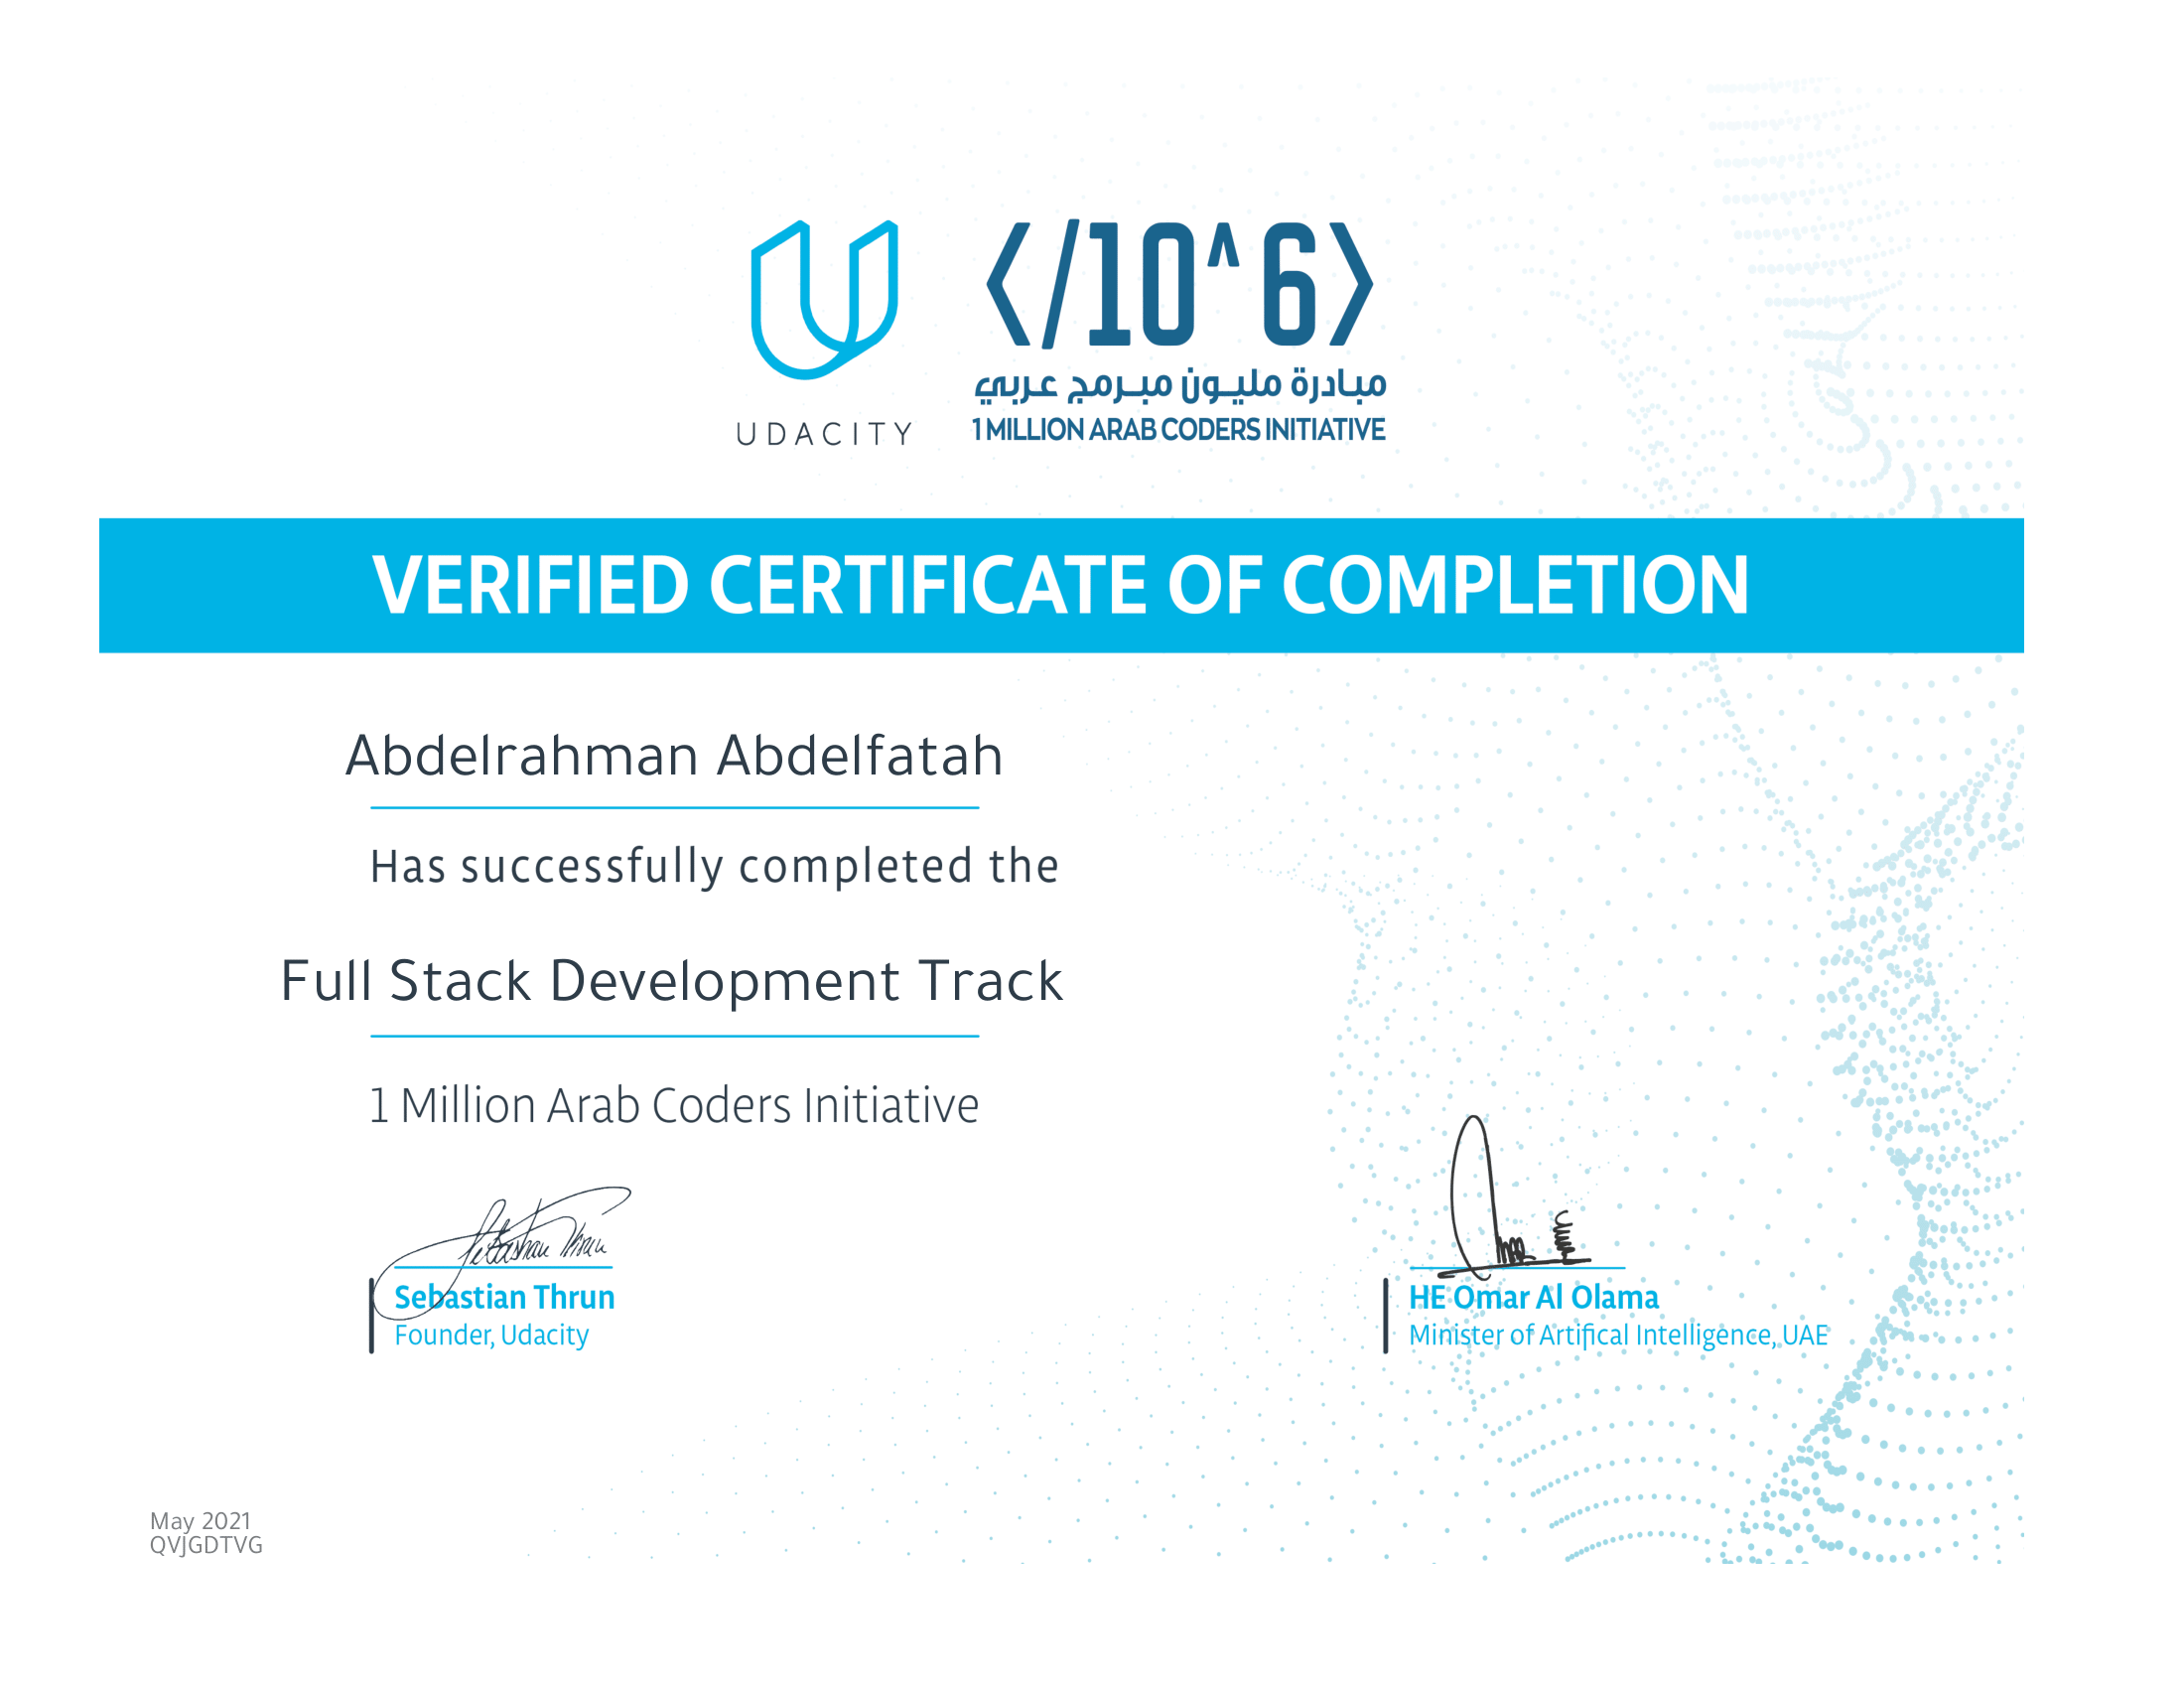 UDACITY
</10^6>
مبادرة مليون مبرمج عربي
1 MILLION ARAB CODERS INITIATIVE
VERIFIED CERTIFICATE OF COMPLETION
Abdelrahman Abdelfatah
Has successfully completed the
Full Stack Development Track
1 Million Arab Coders Initiative
Sebastian Thrun
Sebastian Thrun
Founder, Udacity
HE Omar Al Olama
Minister of Artifical Intelligence, UAE
May 2021
QVJGDTVG